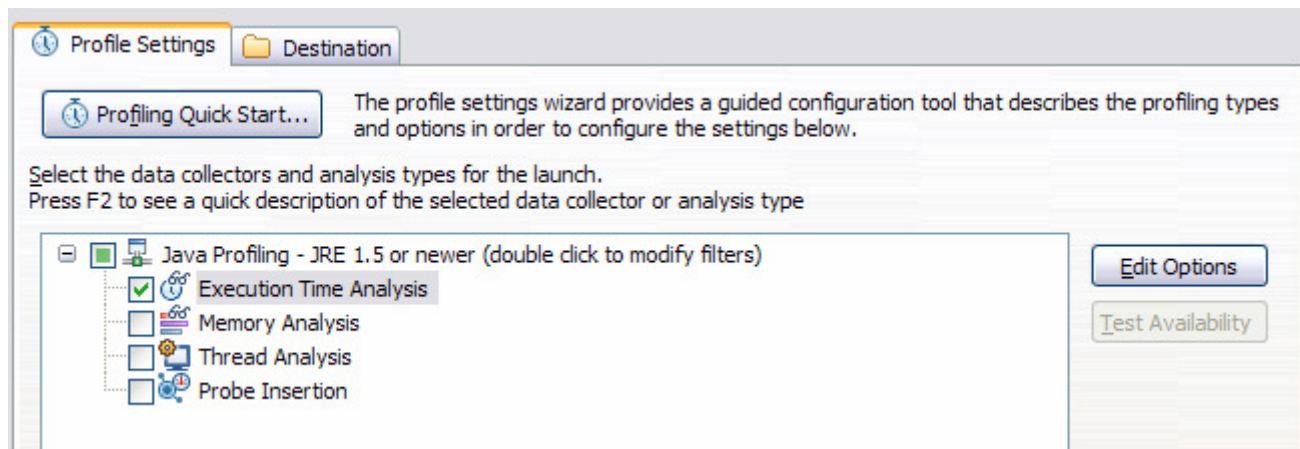 Profile Settings Destination
Profiling Quick Start...
The profile settings wizard provides a guided configuration tool that describes the profiling types
and options in order to configure the settings below.
Select the data collectors and analysis types for the launch.
Press F2 to see a quick description of the selected data collector or analysis type
Java Profiling - JRE 1.5 or newer (double click to modify filters)
Execution Time Analysis
Memory Analysis
Thread Analysis
Probe Insertion
Edit Options
Test Availability